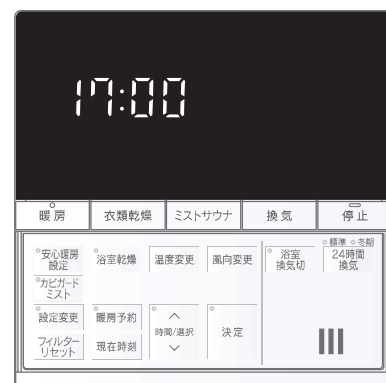 17:00
暖房 衣類乾燥 ミストサウナ 換気 停止
標準 冬期
安心暖房
設定
浴室乾燥
温度変更
風向変更
浴室
換気切
24時間
換気
カビガード
ミスト
設定変更
暖房予約
時間/選択
決定
フィルター
リセット
現在時刻